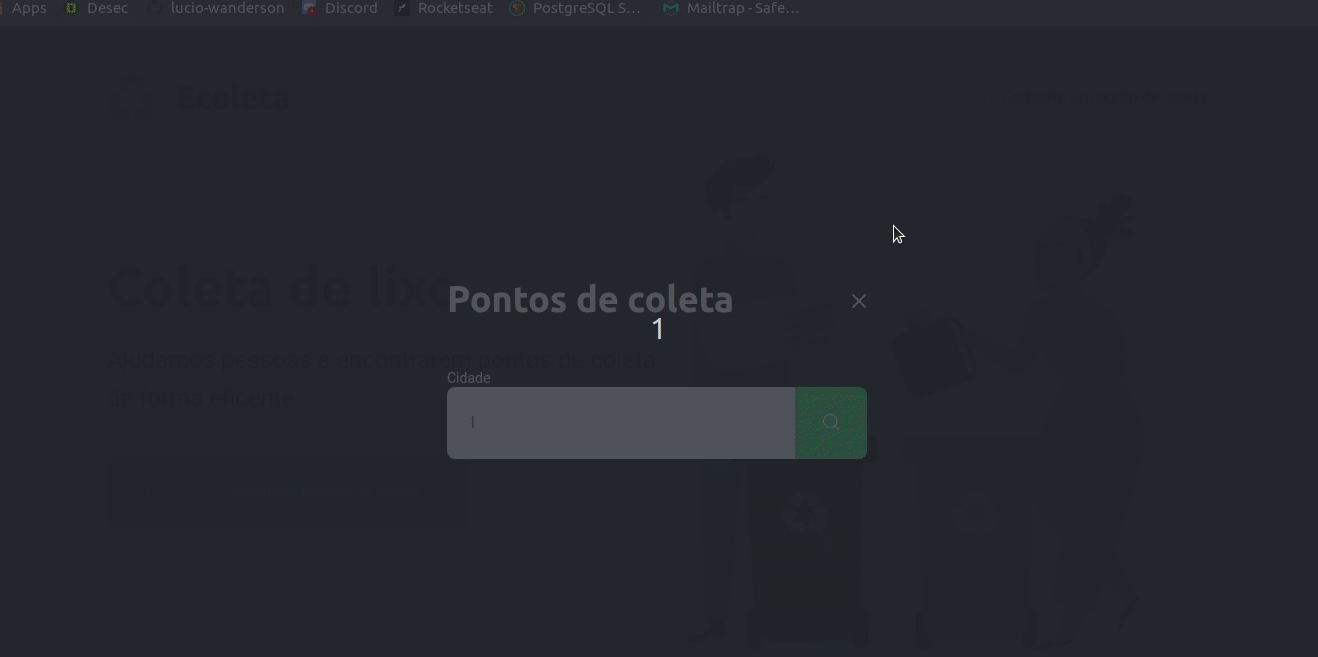 Apps Desec lucio-wanderson Discord Rocketseat PostgreSQL S... Mailtrap - Safe...
Ecoleta
Coleta de lixo
Pontos de coleta
1
Ajudamos pessoas a encontrarem pontos de coleta
de forma eficiente
Cidade